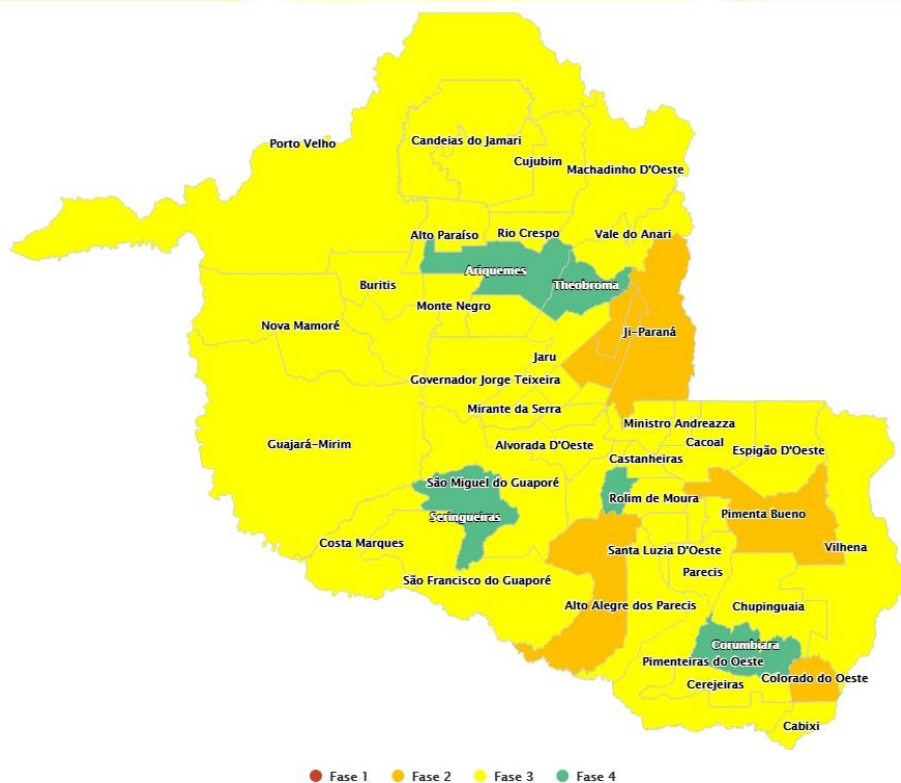 Porto Velho
Candeias do Jamari
Cujubim
Machadinho D'Oeste
Alto Paraíso
Rio Crespo
Vale do Anari
Ariquemes
Theobroma
Buritis
Monte Negro
Nova Mamoré
Ji-Paraná
Jaru
Governador Jorge Teixeira
Mirante da Serra
Ministro Andreazza
Guajará-Mirim
Alvorada D'Oeste
Cacoal
Espigão D'Oeste
Castanheiras
São Miguel do Guaporé
Rolim de Moura
Seringueiras
Pimenta Bueno
Costa Marques
Santa Luzia D'Oeste
Vilhena
São Francisco do Guaporé
Parecis
Alto Alegre dos Parecis
Chupinguaia
Corumbiara
Pimenteiras do Oeste
Colorado do Oeste
Cerejeiras
Cabixi
Fase 1 Fase 2 Fase 3 Fase 4